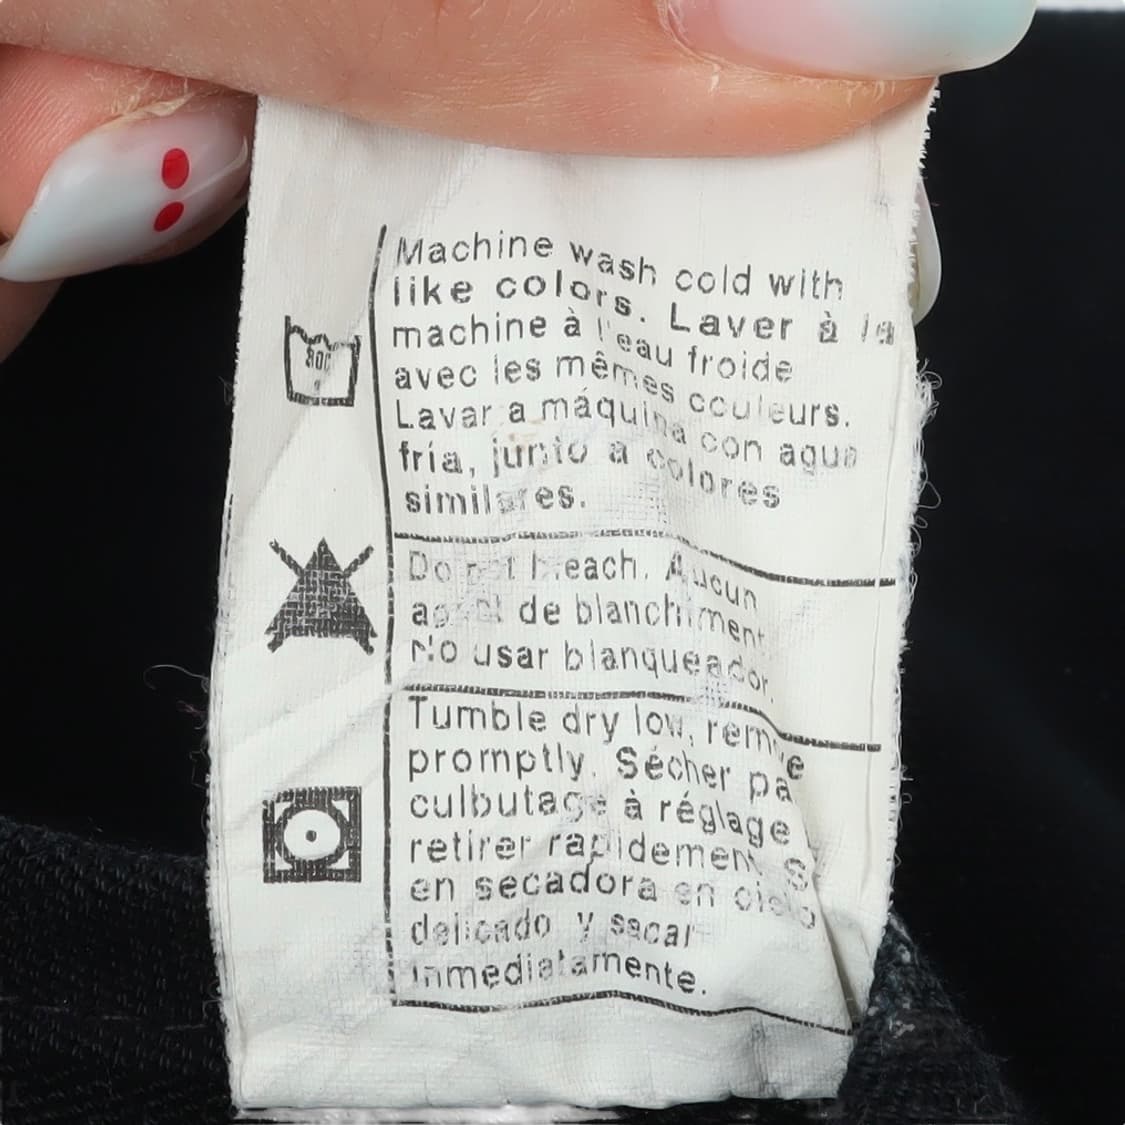 Machine wash cold with
like colors. Laver à la
machine à l'eau froide
avec les mêmes couleurs.
Lavar a máquina con agua
fría, junto a colores
similares.
Do not bleach. Aucun
agent de blanchiment
No usar blanqueador.
Tumble dry low, remove
promptly. Sécher pa
culbutage à réglage
retirer rapidement S
en secadora en ciclo
delicado y sacar
inmediatamente.